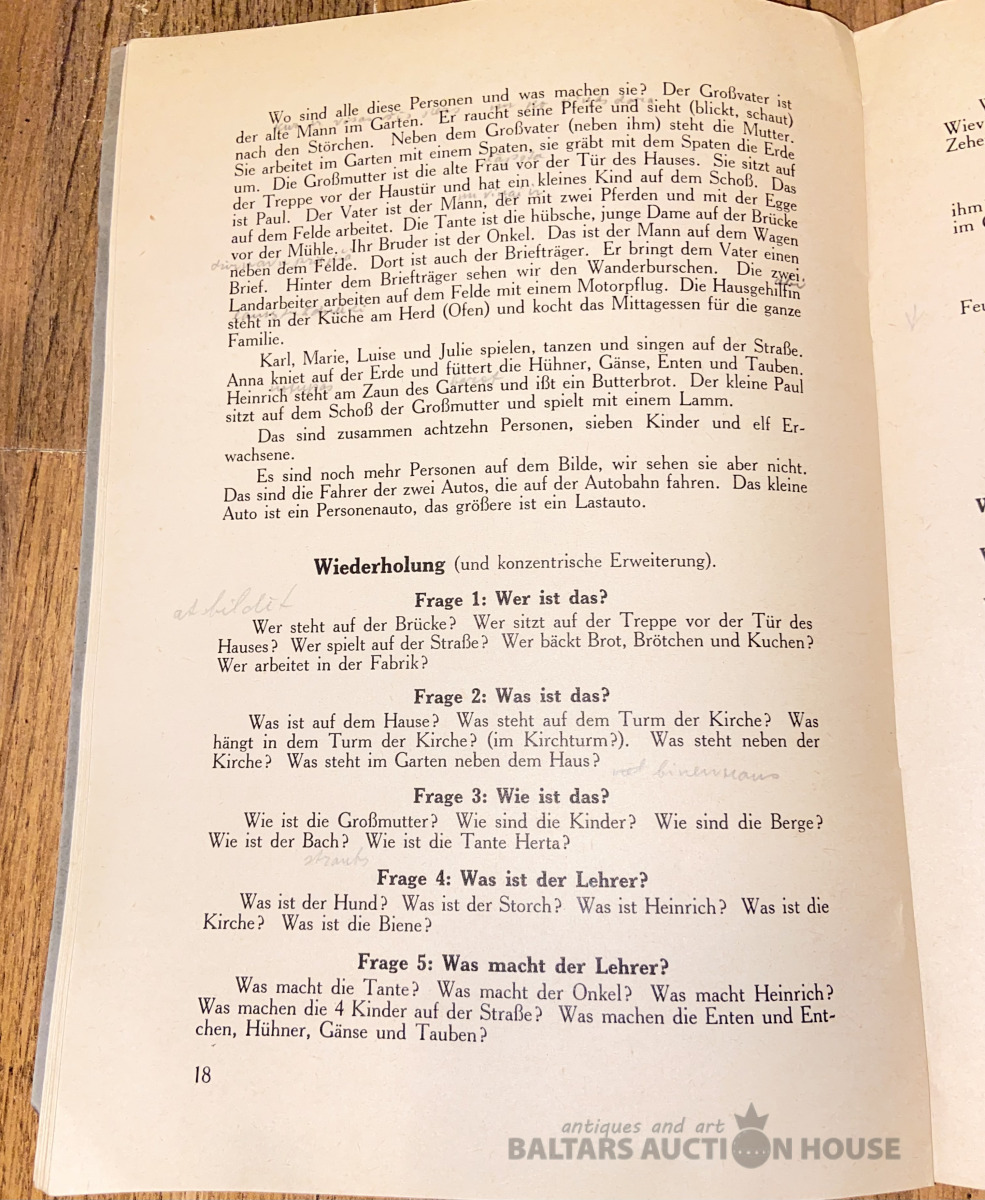 Wo sind alle diese Personen und was machen sie? Der Großvater ist
der alte Mann im Garten. Er raucht seine Pfeife und sieht (blickt, schaut)
nach den Störchen. Neben dem Großvater (neben ihm) steht die Mutter.
Sie arbeitet im Garten mit einem Spaten, sie gräbt mit dem Spaten die Erde
um. Die Großmutter ist die alte Frau vor der Tür des Hauses. Sie sitzt auf
der Treppe vor der Haustür und hat ein kleines Kind auf dem Schoß. Das
ist Paul. Der Vater ist der Mann, der mit zwei Pferden und mit der Egge
auf dem Felde arbeitet. Die Tante ist die hübsche, junge Dame auf der Brücke
vor der Mühle. Ihr Bruder ist der Onkel. Das ist der Mann auf dem Wagen
neben dem Felde. Dort ist auch der Briefträger. Er bringt dem Vater einen
Brief. Hinter dem Briefträger sehen wir den Wanderburschen. Die zwei
Landarbeiter arbeiten auf dem Felde mit einem Motorpflug. Die Hausgehilfin
steht in der Küche am Herd (Ofen) und kocht das Mittagessen für die ganze
Familie.
Karl, Marie, Luise und Julie spielen, tanzen und singen auf der Straße.
Anna kniet auf der Erde und füttert die Hühner, Gänse, Enten und Tauben.
Heinrich steht am Zaun des Gartens und ißt ein Butterbrot. Der kleine Paul
sitzt auf dem Schoß der Großmutter und spielt mit einem Lamm.
Das sind zusammen achtzehn Personen, sieben Kinder und elf Er-
wachsene.
Es sind noch mehr Personen auf dem Bilde, wir sehen sie aber nicht.
Das sind die Fahrer der zwei Autos, die auf der Autobahn fahren. Das kleine
Auto ist ein Personenauto, das größere ist ein Lastauto.
Wiederholung (und konzentrische Erweiterung).
Frage 1: Wer ist das?
atbildēt
Wer steht auf der Brücke? Wer sitzt auf der Treppe vor der Tür des
Hauses? Wer spielt auf der Straße? Wer bäckt Brot, Brötchen und Kuchen?
Wer arbeitet in der Fabrik?
Frage 2: Was ist das?
Was ist auf dem Hause? Was steht auf dem Turm der Kirche? Was
hängt in dem Turm der Kirche? (im Kirchturm?). Was steht neben der
Kirche? Was steht im Garten neben dem Haus?
Frage 3: Wie ist das?
Wie ist die Großmutter? Wie sind die Kinder? Wie sind die Berge?
Wie ist der Bach? Wie ist die Tante Herta?
strauts
Frage 4: Was ist der Lehrer?
Was ist der Hund? Was ist der Storch? Was ist Heinrich? Was ist die
Kirche? Was ist die Biene?
Frage 5: Was macht der Lehrer?
Was macht die Tante? Was macht der Onkel? Was macht Heinrich?
Was machen die 4 Kinder auf der Straße? Was machen die Enten und Ent-
chen, Hühner, Gänse und Tauben?
18
Wiev
Zehe
ihm
im
Feu
antiques and art
BALTARS AUCTION HOUSE